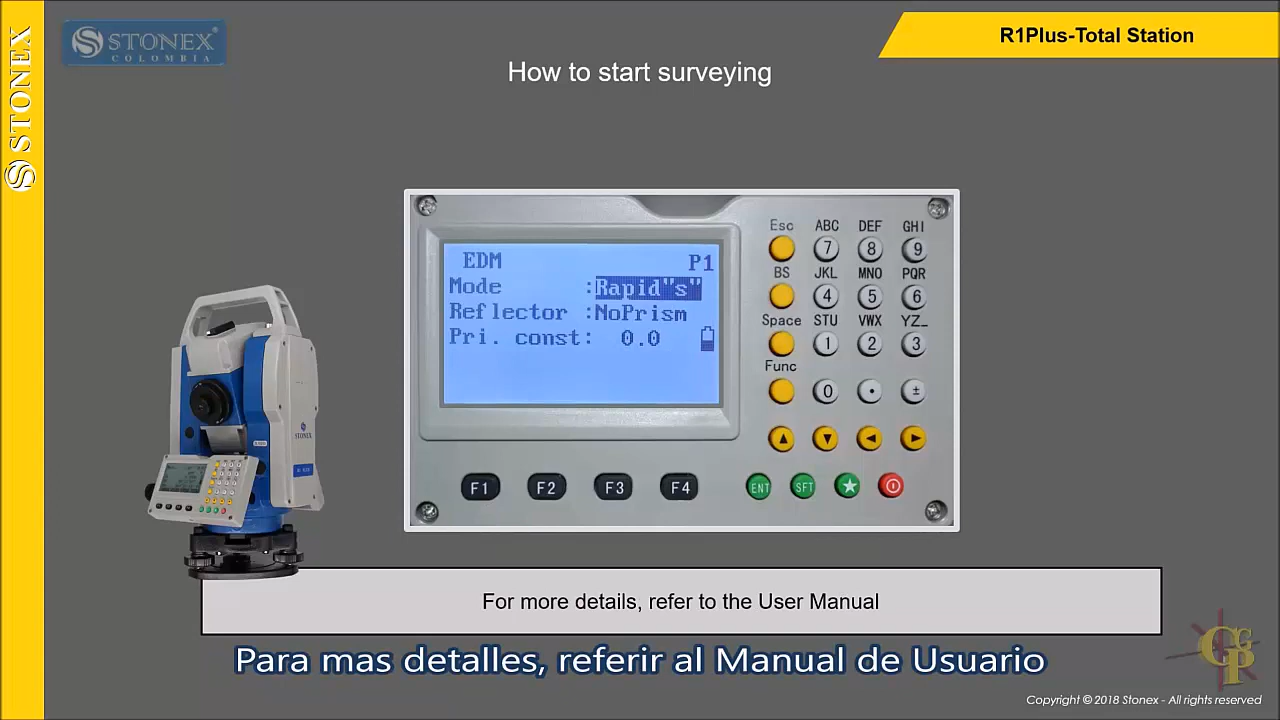 STONEX
STONEX®
COLOMBIA
R1Plus-Total Station
How to start surveying
EDM P1
Mode :Rapid"s"
Reflector :NoPrism
Pri. const: 0.0
Esc ABC DEF GHI
7 8 9
BS JKL MNO PQR
4 5 6
Space STU VWX YZ_
1 2 3
Func
0 • ±
▲ ▼ ◄ ►
F1 F2 F3 F4 ENT SFT ★
STONEX
For more details, refer to the User Manual
Para mas detalles, referir al Manual de Usuario
Copyright © 2018 Stonex - All rights reserved